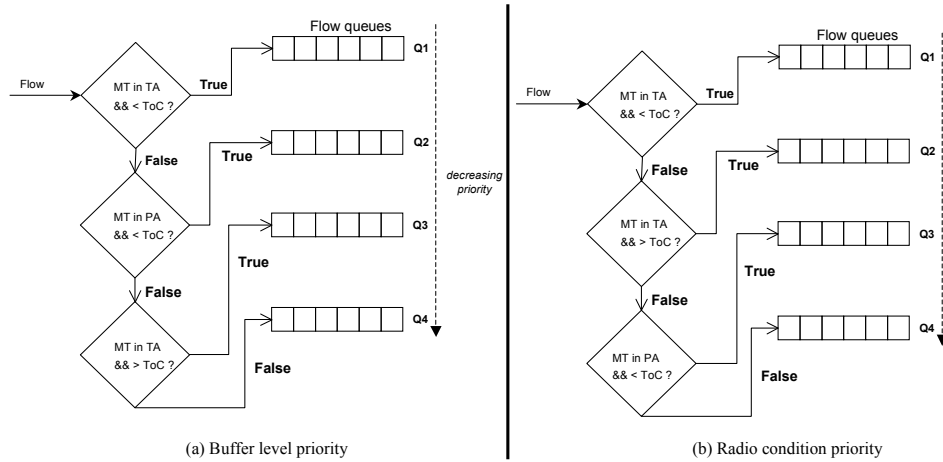 Flow queues
Q1
Flow
MT in TA
&& < ToC ?
True
False
Q2
True
MT in PA
&& < ToC ?
decreasing
priority
Q3
True
False
Q4
MT in TA
&& > ToC ?
False
(a) Buffer level priority
Flow queues
Q1
Flow
MT in TA
&& < ToC ?
True
False
Q2
True
MT in TA
&& > ToC ?
Q3
True
False
Q4
MT in PA
&& < ToC ?
False
(b) Radio condition priority